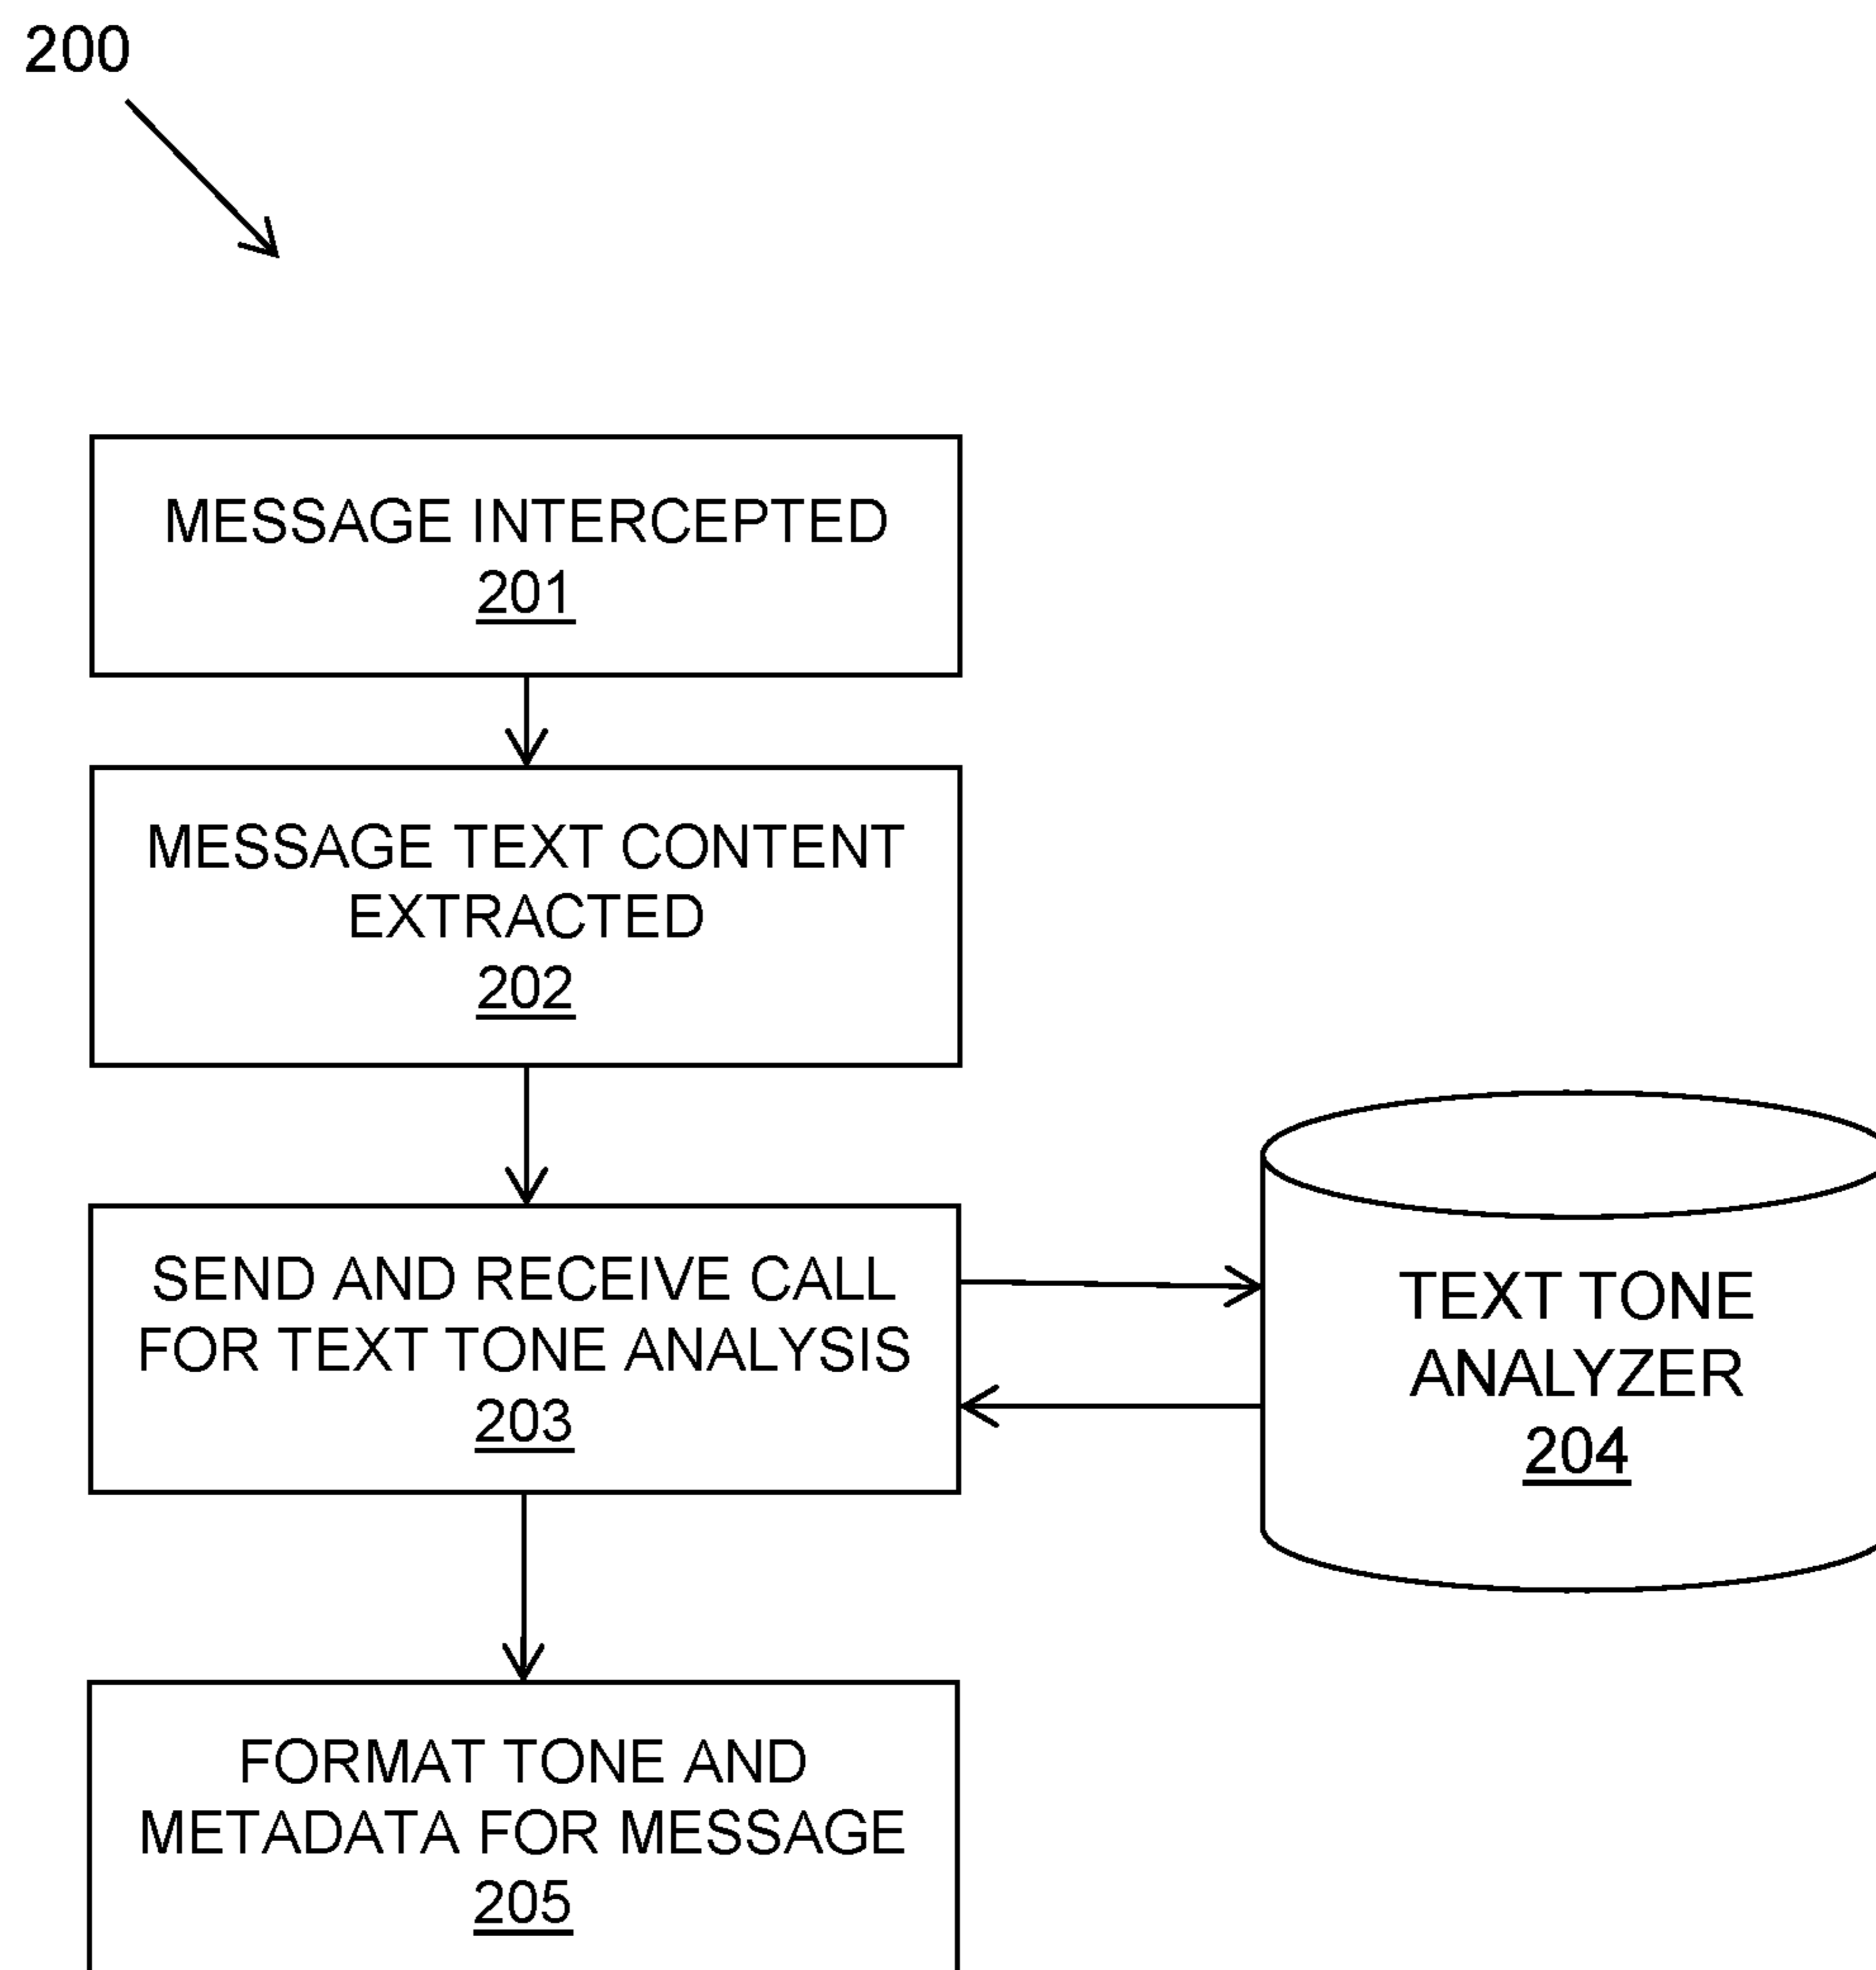 200
MESSAGE INTERCEPTED
201
MESSAGE TEXT CONTENT
EXTRACTED
202
SEND AND RECEIVE CALL
FOR TEXT TONE ANALYSIS
203
TEXT TONE
ANALYZER
204
FORMAT TONE AND
METADATA FOR MESSAGE
205